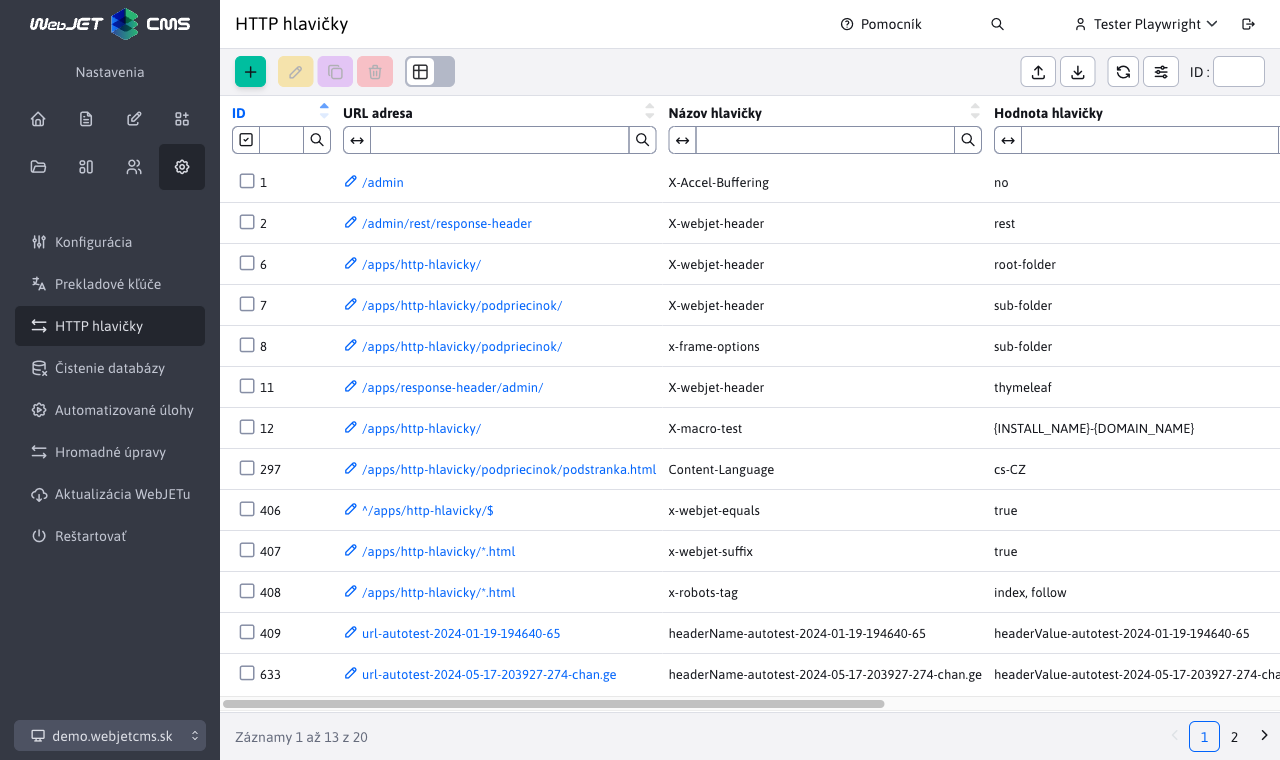 WebJET CMS
Nastavenia
Konfigurácia
Prekladové kľúče
HTTP hlavičky
Čistenie databázy
Automatizované úlohy
Hromadné úpravy
Aktualizácia WebJETu
Reštartovať
demo.webjetcms.sk
HTTP hlavičky
Pomocník
Tester Playwright
ID :
ID URL adresa Názov hlavičky Hodnota hlavičky
1 /admin X-Accel-Buffering no
2 /admin/rest/response-header X-webjet-header rest
6 /apps/http-hlavicky/ X-webjet-header root-folder
7 /apps/http-hlavicky/podpriecinok/ X-webjet-header sub-folder
8 /apps/http-hlavicky/podpriecinok/ x-frame-options sub-folder
11 /apps/response-header/admin/ X-webjet-header thymeleaf
12 /apps/http-hlavicky/ X-macro-test {INSTALL_NAME}-{DOMAIN_NAME}
297 /apps/http-hlavicky/podpriecinok/podstranka.html Content-Language cs-CZ
406 ^/apps/http-hlavicky/$ x-webjet-equals true
407 /apps/http-hlavicky/*.html x-webjet-suffix true
408 /apps/http-hlavicky/*.html x-robots-tag index, follow
409 url-autotest-2024-01-19-194640-65 headerName-autotest-2024-01-19-194640-65 headerValue-autotest-2024-01-19-194640-65
633 url-autotest-2024-05-17-203927-274-chan.ge headerName-autotest-2024-05-17-203927-274-chan.ge headerValue-autotest-2024-05-17-203927-274-cha
Záznamy 1 až 13 z 20
1 2